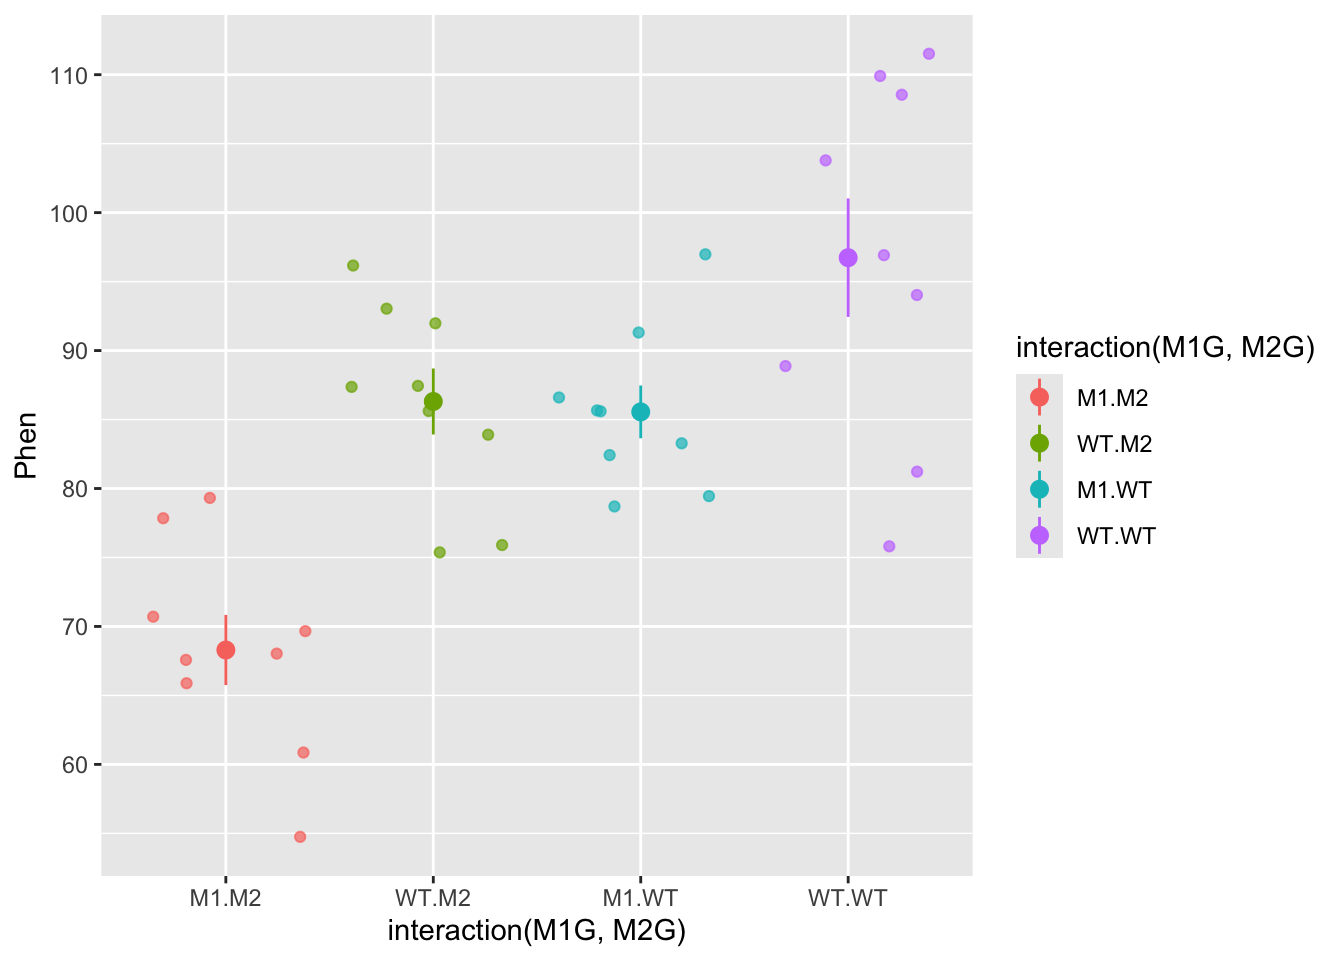 Phen
110
100
90
80
70
60
M1.M2
WT.M2
M1.WT
WT.WT
interaction(M1G, M2G)
interaction(M1G, M2G)
M1.M2
WT.M2
M1.WT
WT.WT